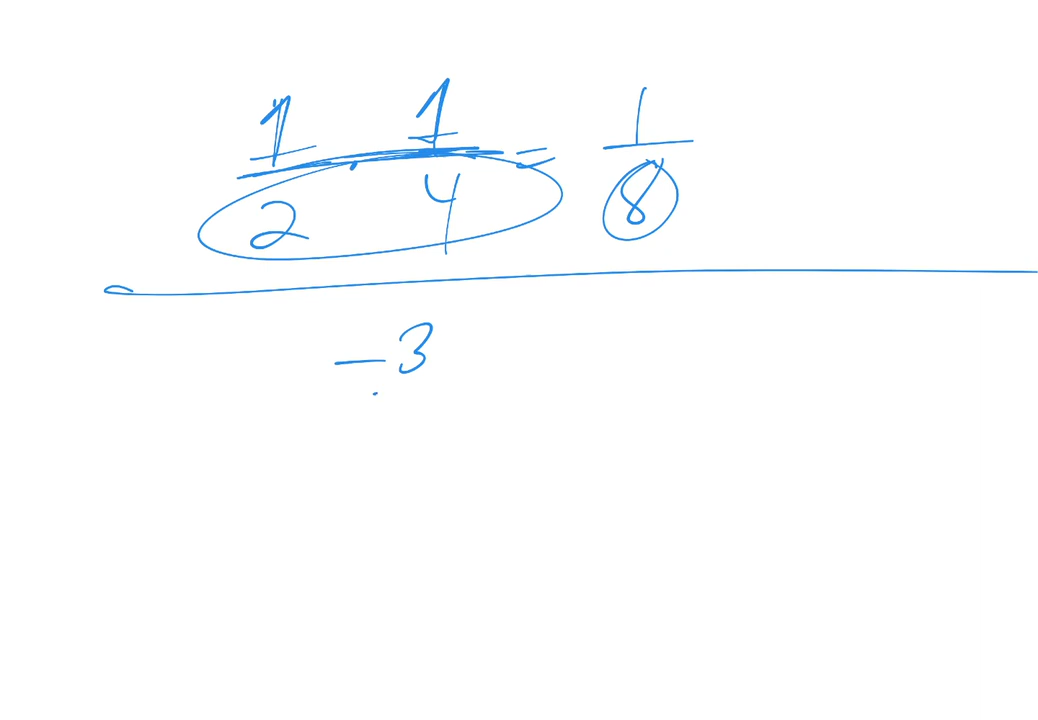 1/2 · 1/4 = 1/8
-3